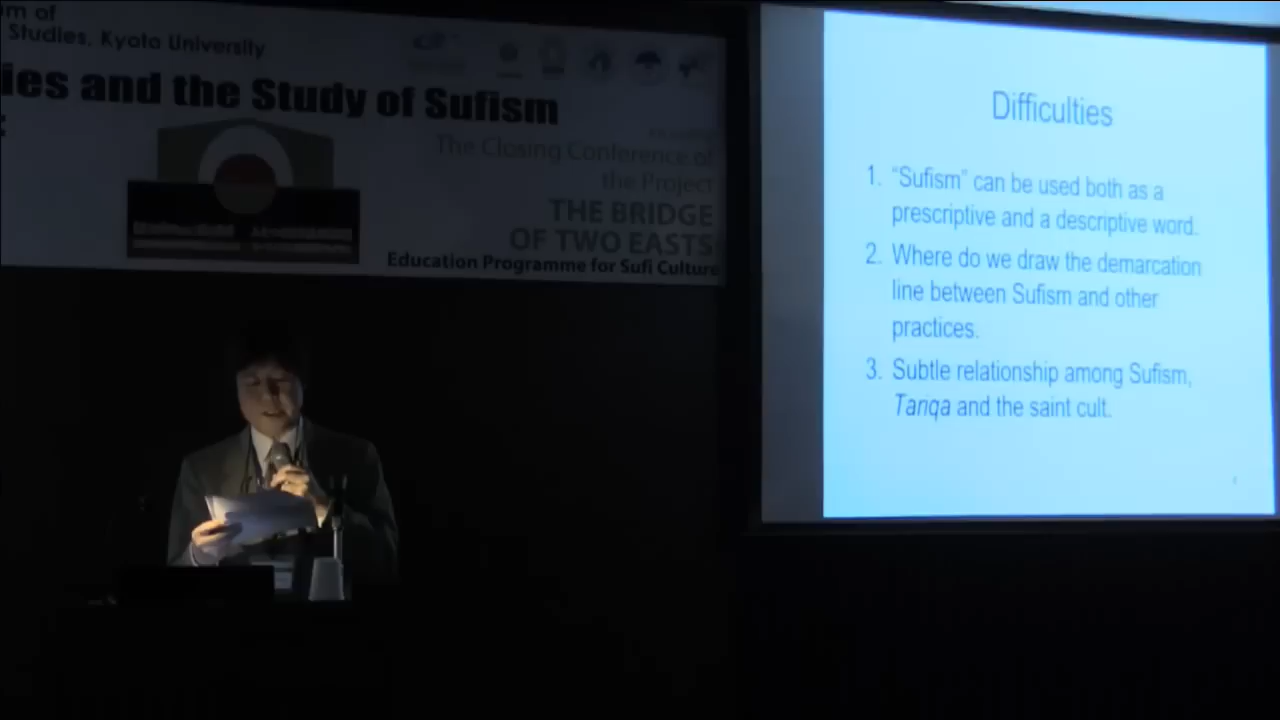 m of
Studies, Kyoto University
ies and the Study of Sufism
The Closing Conference of
the Project
THE BRIDGE
OF TWO EASTS
Education Programme for Sufi Culture
Difficulties
1. “Sufism” can be used both as a
prescriptive and a descriptive word.
2. Where do we draw the demarcation
line between Sufism and other
practices.
3. Subtle relationship among Sufism,
Tariqa and the saint cult.